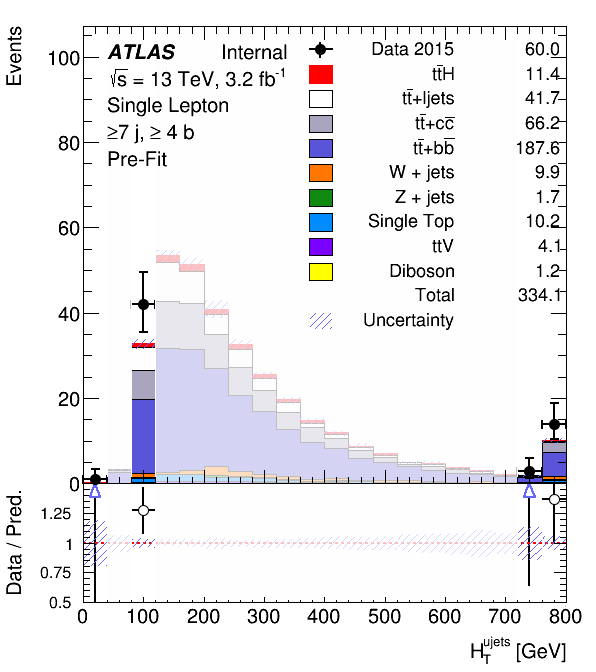 Events
ATLAS Internal
√s = 13 TeV, 3.2 fb⁻¹
Single Lepton
≥7 j, ≥ 4 b
Pre-Fit
Data 2015 60.0
tt̄H 11.4
tt̄+ljets 41.7
tt̄+cc̄ 66.2
tt̄+bb̄ 187.6
W + jets 9.9
Z + jets 1.7
Single Top 10.2
ttV 4.1
Diboson 1.2
Total 334.1
Uncertainty
100
80
60
40
20
0
Data / Pred.
1.25
1
0.75
0.5
0 100 200 300 400 500 600 700 800
H_T^ujets [GeV]